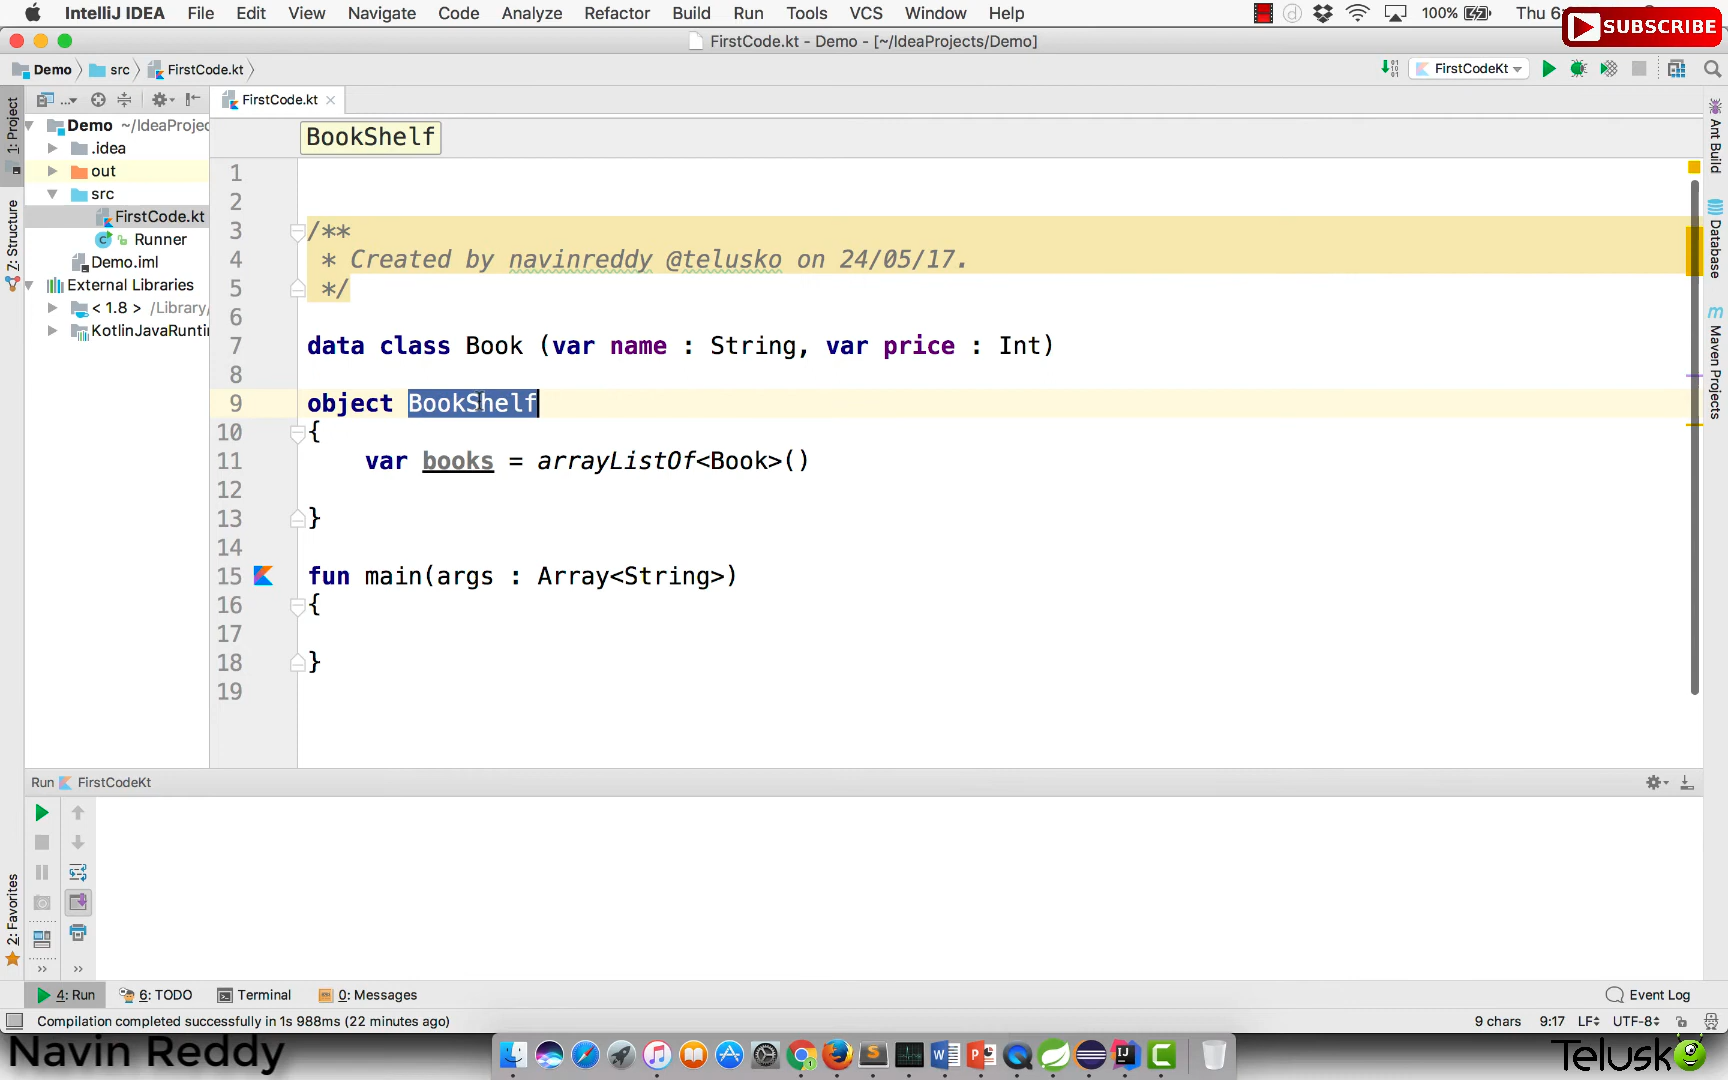 IntelliJ IDEA File Edit View Navigate Code Analyze Refactor Build Run Tools VCS Window Help 100% Thu 6:
SUBSCRIBE
FirstCode.kt - Demo - [~/IdeaProjects/Demo]
Demo src FirstCode.kt FirstCodeKt
FirstCode.kt
BookShelf
1: Project
7: Structure
2: Favorites
Demo ~/IdeaProjec
.idea
out
src
FirstCode.kt
Runner
Demo.iml
External Libraries
< 1.8 > /Library/
KotlinJavaRuntin
1
2
3 /**
4 * Created by navinreddy @telusko on 24/05/17.
5 */
6
7 data class Book (var name : String, var price : Int)
8
9 object BookShelf
10 {
11 var books = arrayListOf<Book>()
12
13 }
14
15 fun main(args : Array<String>)
16 {
17
18 }
19
Ant Build
Database
Maven Projects
Run FirstCodeKt
4: Run 6: TODO Terminal 0: Messages Event Log
Compilation completed successfully in 1s 988ms (22 minutes ago) 9 chars 9:17 LF UTF-8
Navin Reddy
Telusko